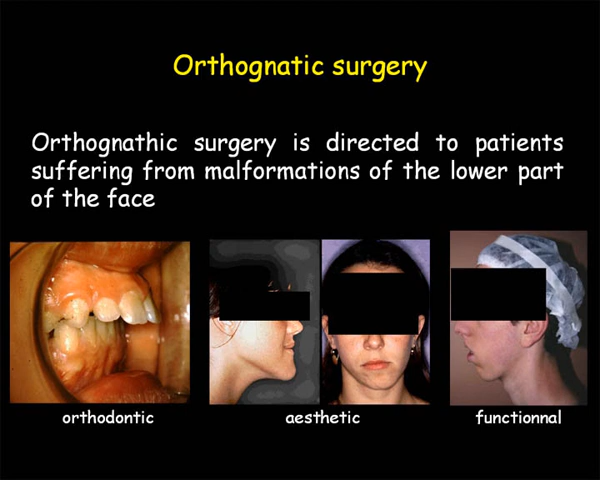 Orthognatic surgery
Orthognathic surgery is directed to patients
suffering from malformations of the lower part
of the face
orthodontic
aesthetic
functionnal